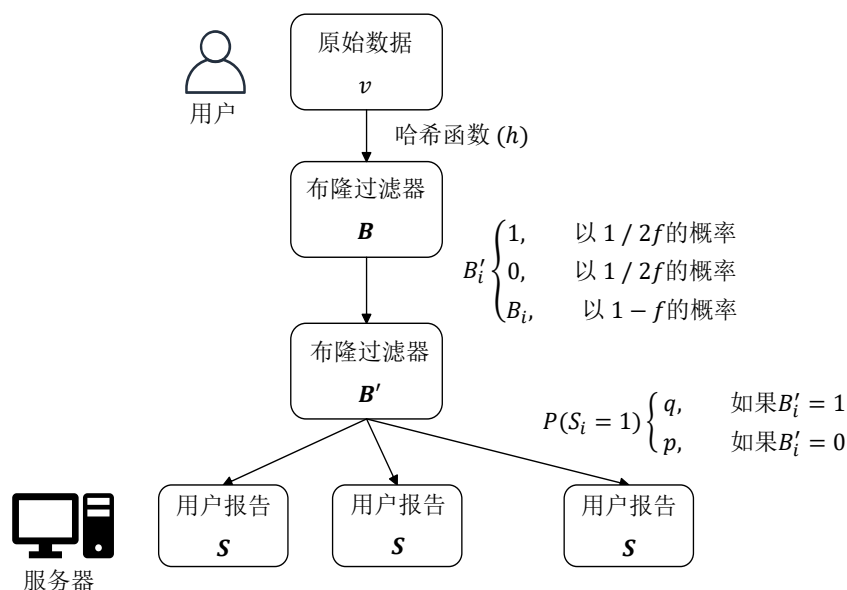 原始数据
v
用户
哈希函数 (h)
布隆过滤器
B
B′i { 1, 以 1 / 2f的概率
0, 以 1 / 2f的概率
Bi, 以 1 − f的概率
布隆过滤器
B′
P(Si = 1) { q, 如果B′i = 1
p, 如果B′i = 0
用户报告
S
用户报告
S
用户报告
S
服务器